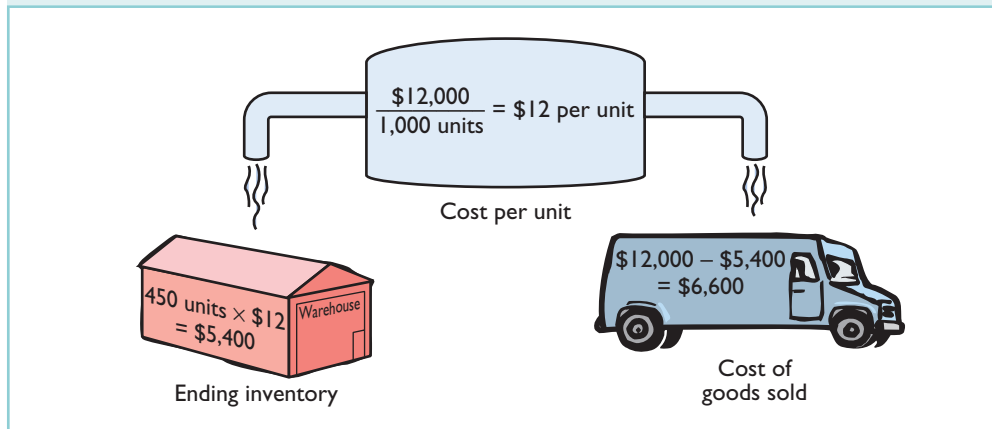 $12,000
1,000 units
= $12 per unit
Cost per unit
450 units × $12
= $5,400
Warehouse
Ending inventory
$12,000 – $5,400
= $6,600
Cost of
goods sold